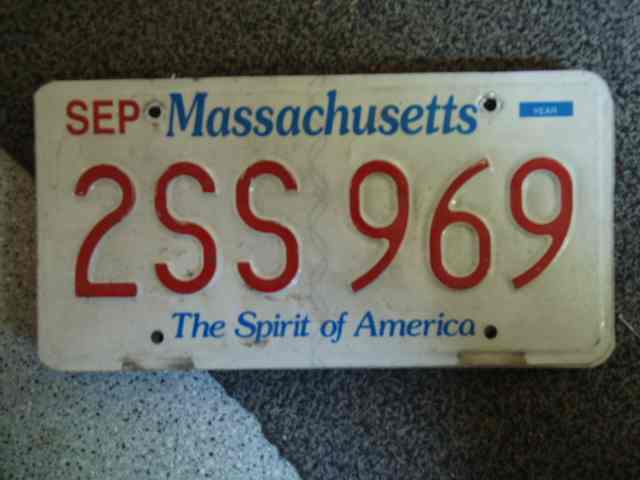 SEP Massachusetts YEAR
2SS 969
The Spirit of America